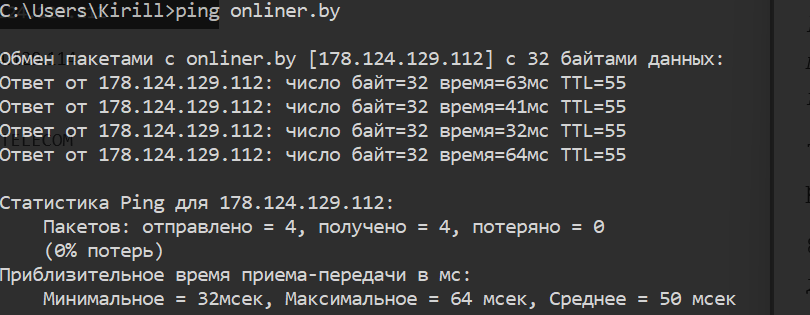 C:\Users\Kirill>ping onliner.by
Обмен пакетами с onliner.by [178.124.129.112] с 32 байтами данных:
Ответ от 178.124.129.112: число байт=32 время=63мс TTL=55
Ответ от 178.124.129.112: число байт=32 время=41мс TTL=55
Ответ от 178.124.129.112: число байт=32 время=32мс TTL=55
TELECOM
Ответ от 178.124.129.112: число байт=32 время=64мс TTL=55
Статистика Ping для 178.124.129.112:
Пакетов: отправлено = 4, получено = 4, потеряно = 0
(0% потерь)
Приблизительное время приема-передачи в мс:
Минимальное = 32мсек, Максимальное = 64 мсек, Среднее = 50 мсек